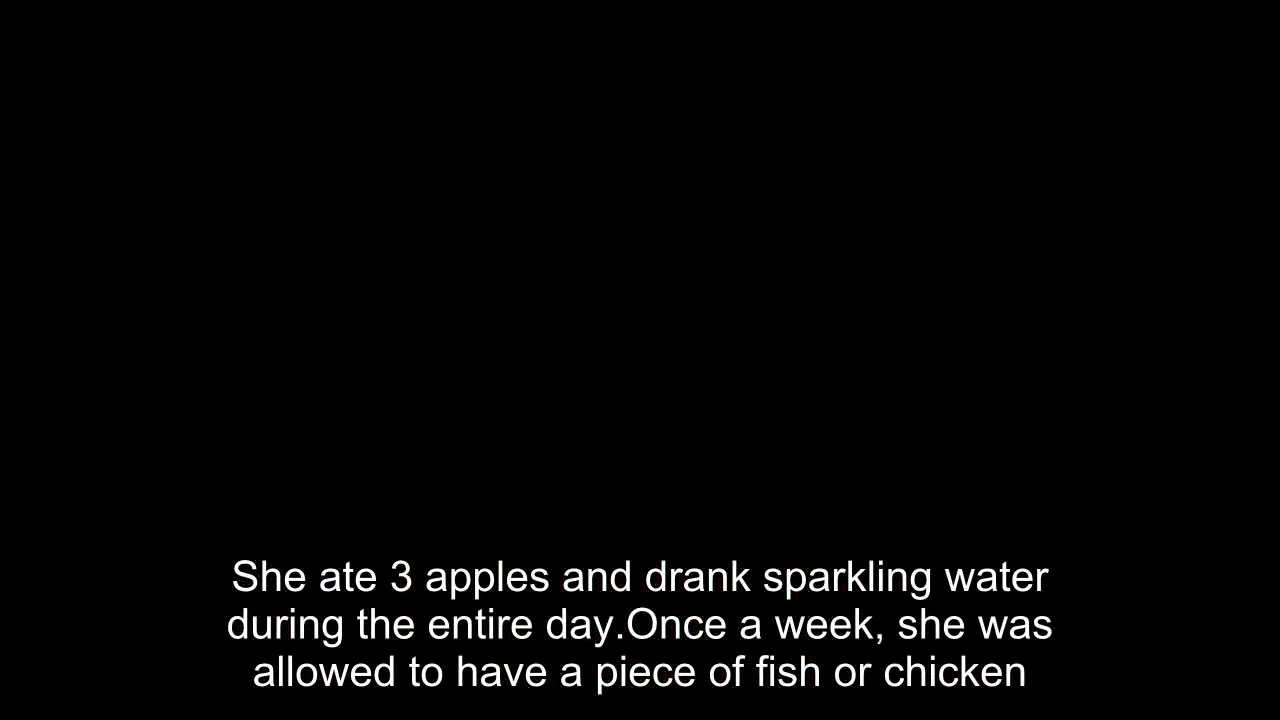 She ate 3 apples and drank sparkling water
during the entire day.Once a week, she was
allowed to have a piece of fish or chicken